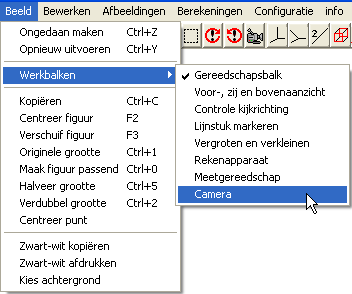 Beeld Bewerken Afbeeldingen Berekeningen Configuratie info
Ongedaan maken Ctrl+Z
Opnieuw uitvoeren Ctrl+Y
Werkbalken
Kopiëren Ctrl+C
Centreer figuur F2
Verschuif figuur F3
Originele grootte Ctrl+1
Maak figuur passend Ctrl+0
Halveer grootte Ctrl+5
Verdubbel grootte Ctrl+2
Centreer punt
Zwart-wit kopiëren
Zwart-wit afdrukken
Kies achtergrond
Gereedschapsbalk
Voor-, zij en bovenaanzicht
Controle kijkrichting
Lijnstuk markeren
Vergroten en verkleinen
Rekenapparaat
Meetgereedschap
Camera